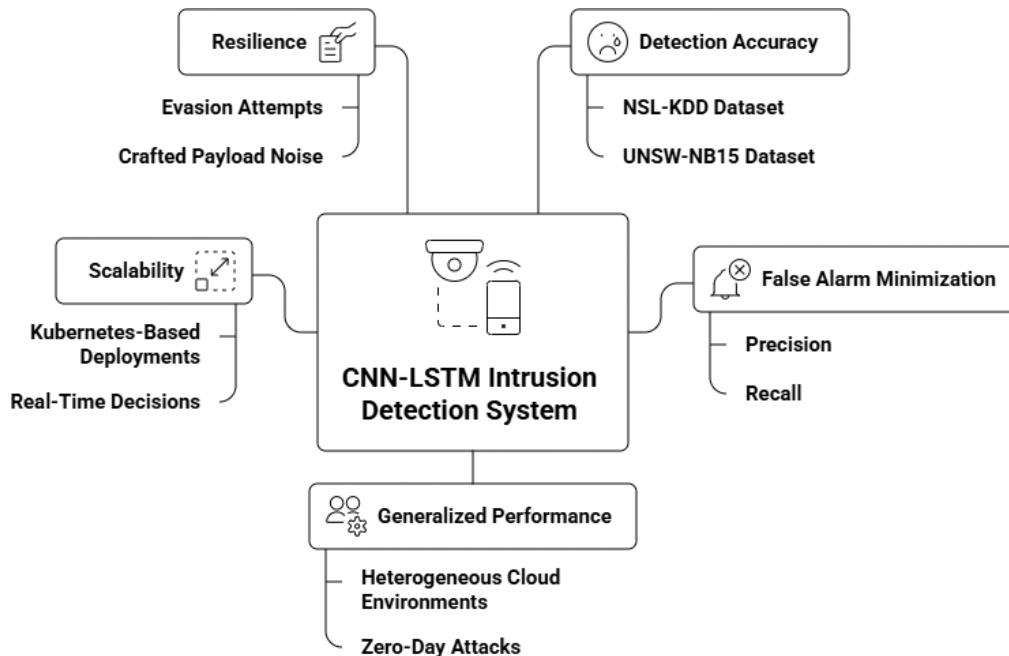 Resilience
Evasion Attempts
Crafted Payload Noise
Detection Accuracy
NSL-KDD Dataset
UNSW-NB15 Dataset
Scalability
Kubernetes-Based
Deployments
Real-Time Decisions
CNN-LSTM Intrusion
Detection System
False Alarm Minimization
Precision
Recall
Generalized Performance
Heterogeneous Cloud
Environments
Zero-Day Attacks